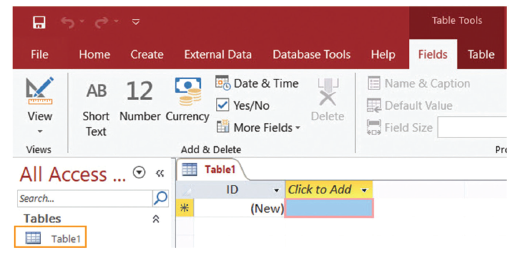 Table Tools
File Home Create External Data Database Tools Help Fields Table
AB 12 Date & Time Name & Caption
Yes/No Default Value
View Short Text Number Currency More Fields Delete Field Size
Views Add & Delete Pro
All Access ... « Table1
Search... ID Click to Add
Tables (New)
Table1